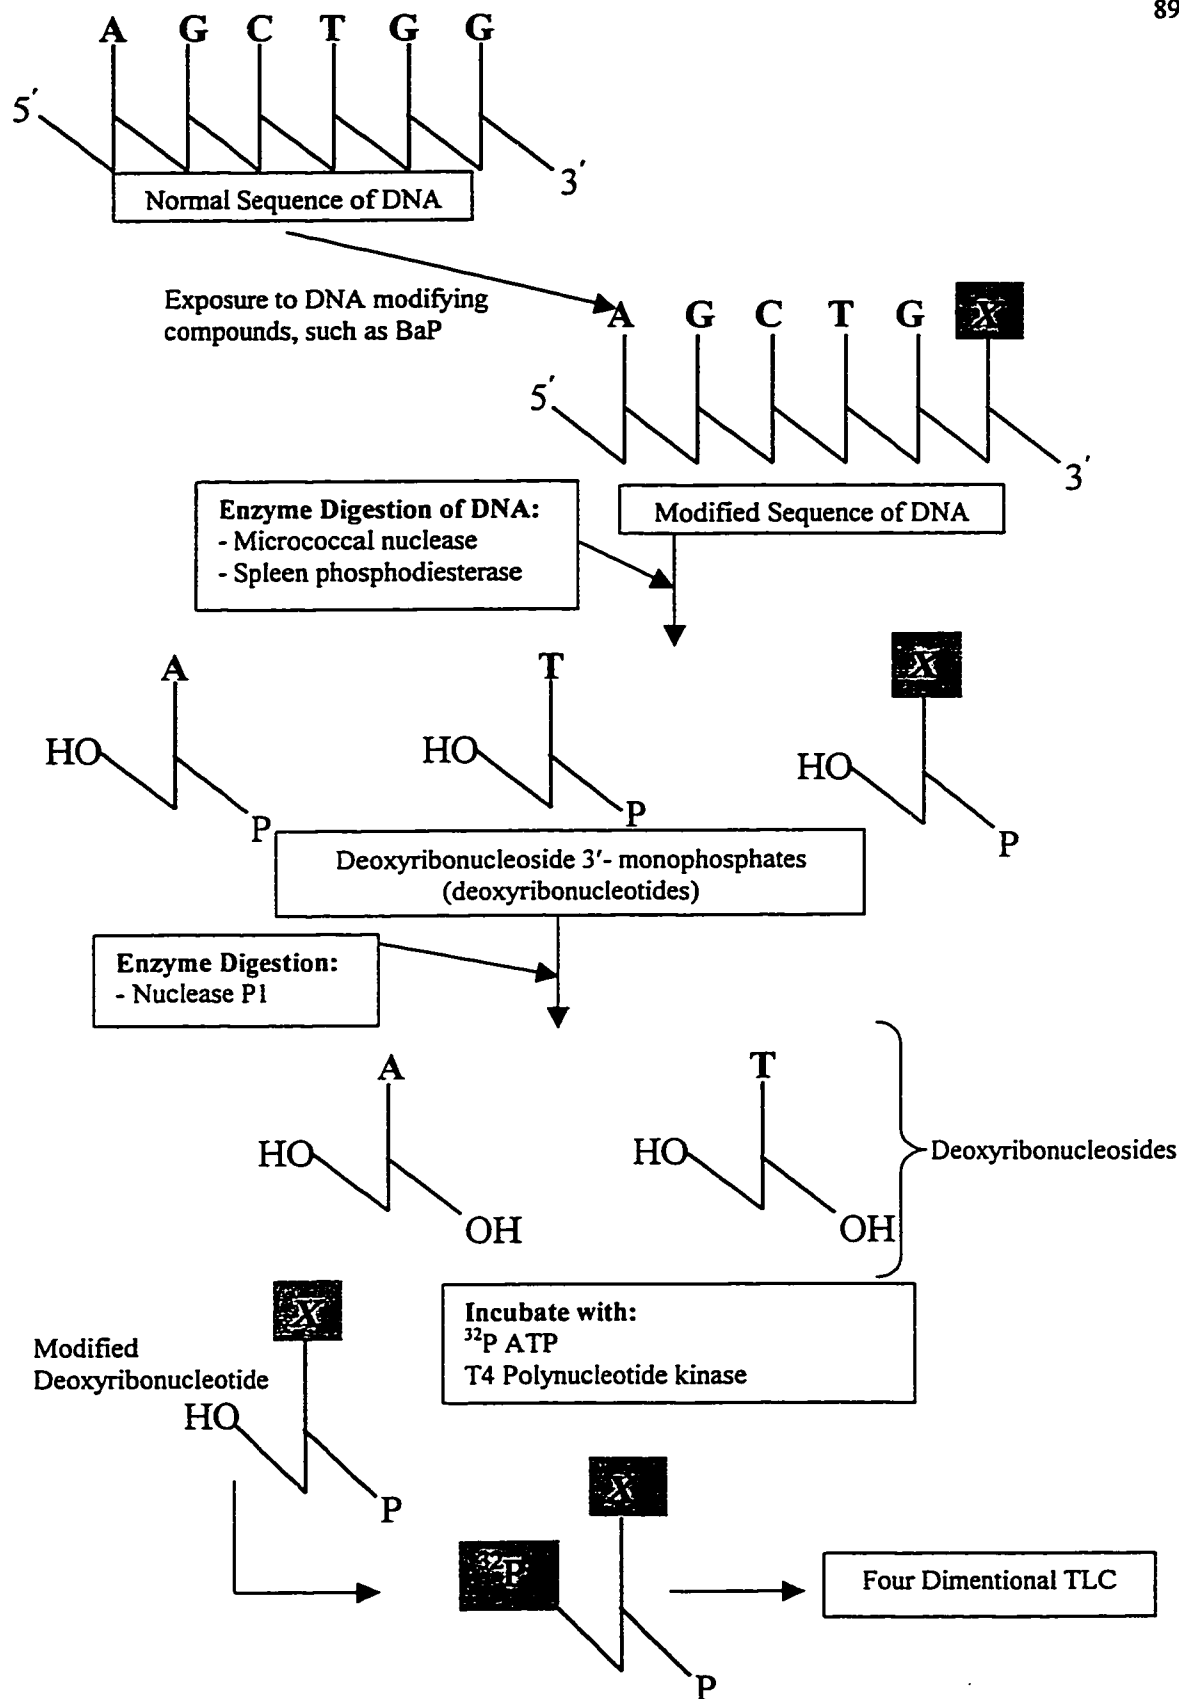 89
A G C T G G
5′
3′
Normal Sequence of DNA
Exposure to DNA modifying
compounds, such as BaP
A G C T G X
5′
3′
Enzyme Digestion of DNA:
- Micrococcal nuclease
- Spleen phosphodiesterase
Modified Sequence of DNA
A T X
HO HO HO
P P P
Deoxyribonucleoside 3′- monophosphates
(deoxyribonucleotides)
Enzyme Digestion:
- Nuclease P1
A T
HO HO
OH OH
Deoxyribonucleosides
X
Modified
Deoxyribonucleotide
HO
P
Incubate with:
³²P ATP
T4 Polynucleotide kinase
X
³²P
P
Four Dimentional TLC